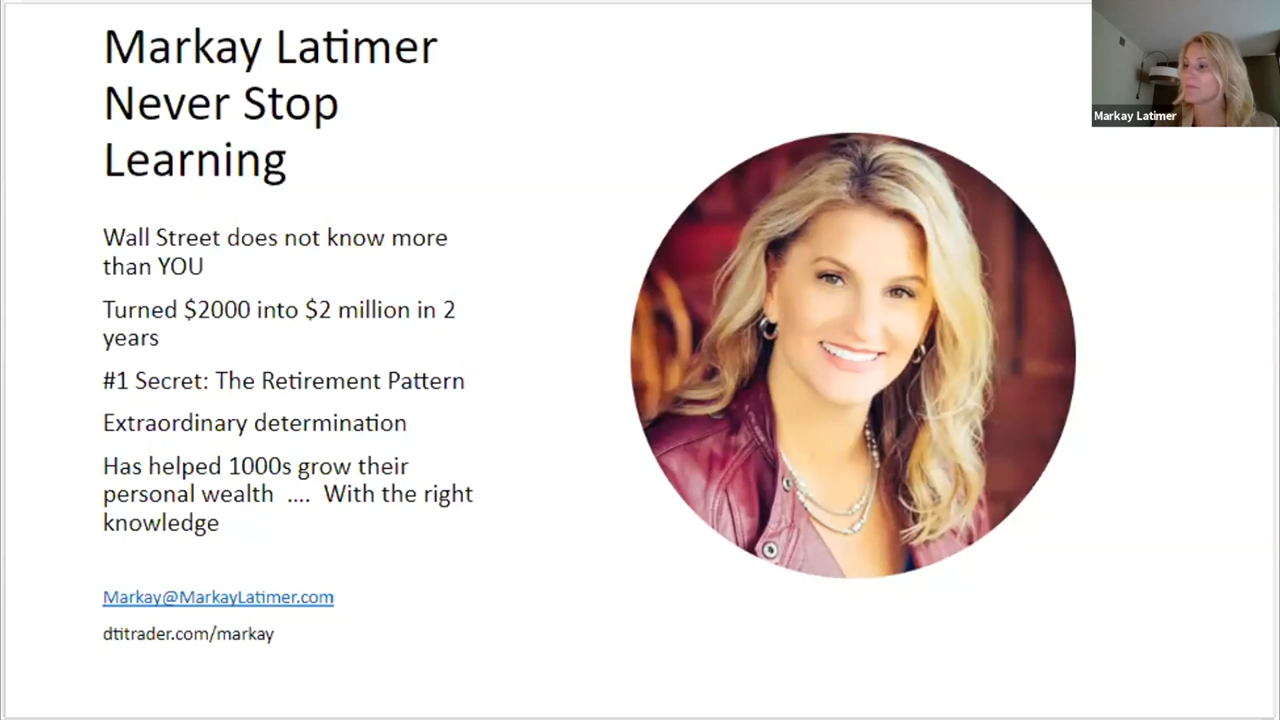 Markay Latimer
Never Stop
Learning
Wall Street does not know more
than YOU
Turned $2000 into $2 million in 2
years
#1 Secret: The Retirement Pattern
Extraordinary determination
Has helped 1000s grow their
personal wealth .... With the right
knowledge
Markay@MarkayLatimer.com
dtitrader.com/markay
Markay Latimer